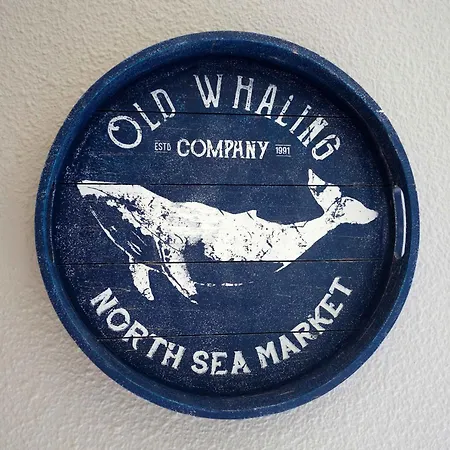 OLD WHALING
ESTD COMPANY 1991
NORTH SEA MARKET